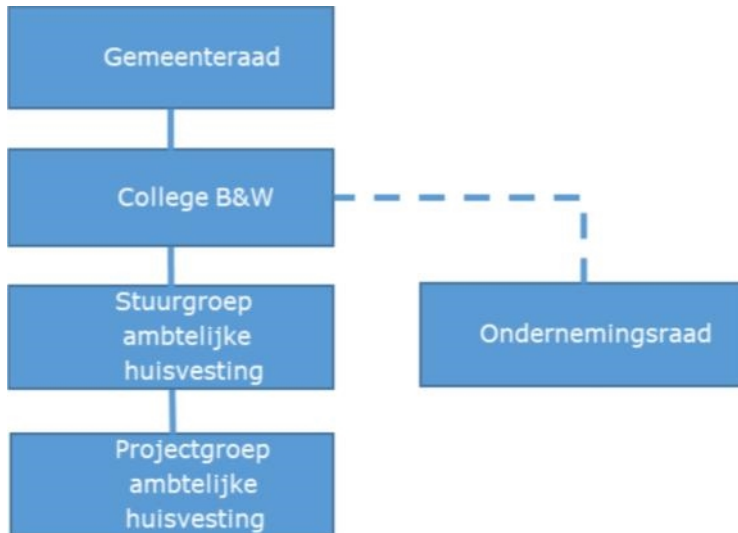 Gemeenteraad
College B&W
Stuurgroep
ambtelijke
huisvesting
Ondernemingsraad
Projectgroep
ambtelijke
huisvesting